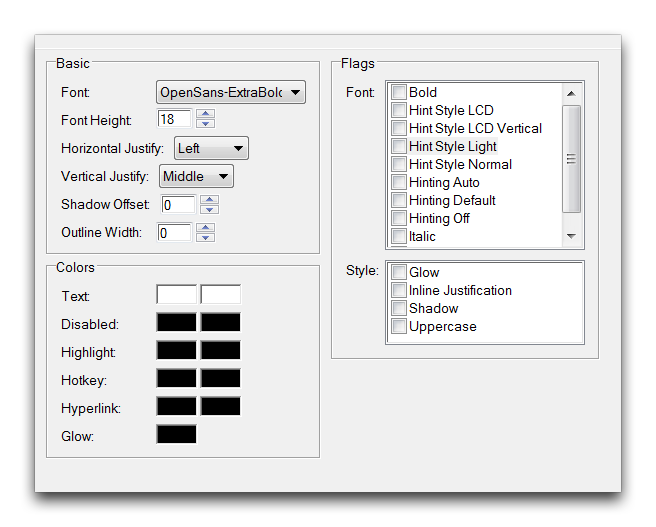 Basic
Font: OpenSans-ExtraBol
Font Height: 18
Horizontal Justify: Left
Vertical Justify: Middle
Shadow Offset: 0
Outline Width: 0
Colors
Text:
Disabled:
Highlight:
Hotkey:
Hyperlink:
Glow:
Flags
Font:
Bold
Hint Style LCD
Hint Style LCD Vertical
Hint Style Light
Hint Style Normal
Hinting Auto
Hinting Default
Hinting Off
Italic
Style:
Glow
Inline Justification
Shadow
Uppercase